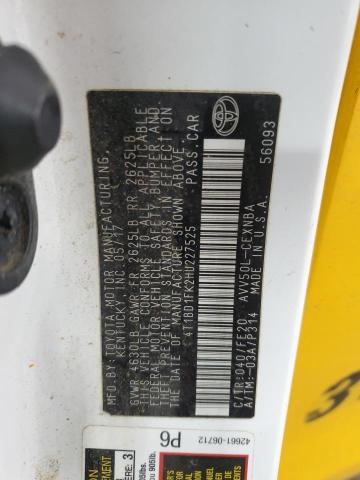 MFD. BY: TOYOTA MOTOR MANUFACTURING,
KENTUCKY, INC. 05/17
GVWR 4630LB GAWR-FR 2625LB RR 2625LB
THIS VEHICLE CONFORMS TO ALL APPLICABLE
FEDERAL MOTOR VEHICLE SAFETY, BUMPER AND
THEFT PREVENTION STANDARDS IN EFFECT ON
THE DATE OF MANUFACTURE SHOWN ABOVE.
4T1BD1FK2HU227525 PASS.CAR
C/TR:040/FE20 AVV50L-CEXNBA
A/TM:-03A/P314 MADE IN U.S.A.
56093
P6
42661-06712